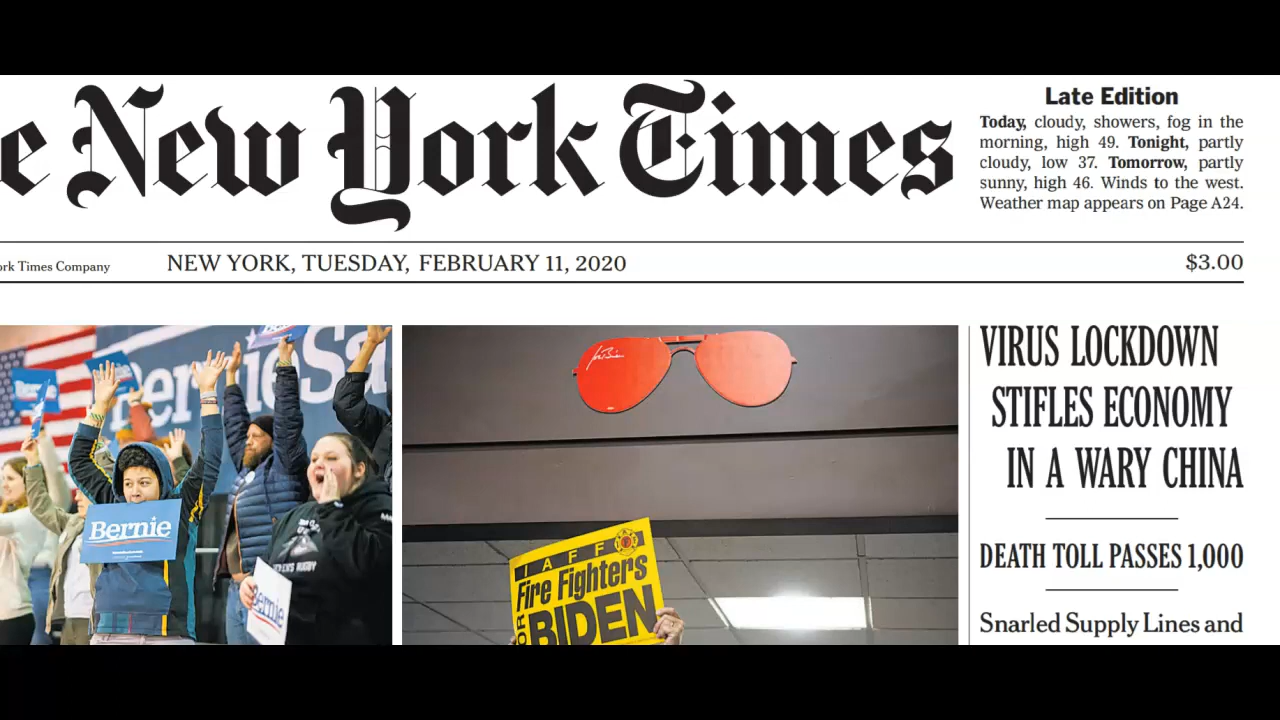 e New York Times
Late Edition
Today, cloudy, showers, fog in the
morning, high 49. Tonight, partly
cloudy, low 37. Tomorrow, partly
sunny, high 46. Winds to the west.
Weather map appears on Page A24.
ork Times Company
NEW YORK, TUESDAY, FEBRUARY 11, 2020
$3.00
BernieSa
Bernie
Bernie
IAFF
Fire Fighters
FOR
BIDEN
VIRUS LOCKDOWN
STIFLES ECONOMY
IN A WARY CHINA
DEATH TOLL PASSES 1,000
Snarled Supply Lines and